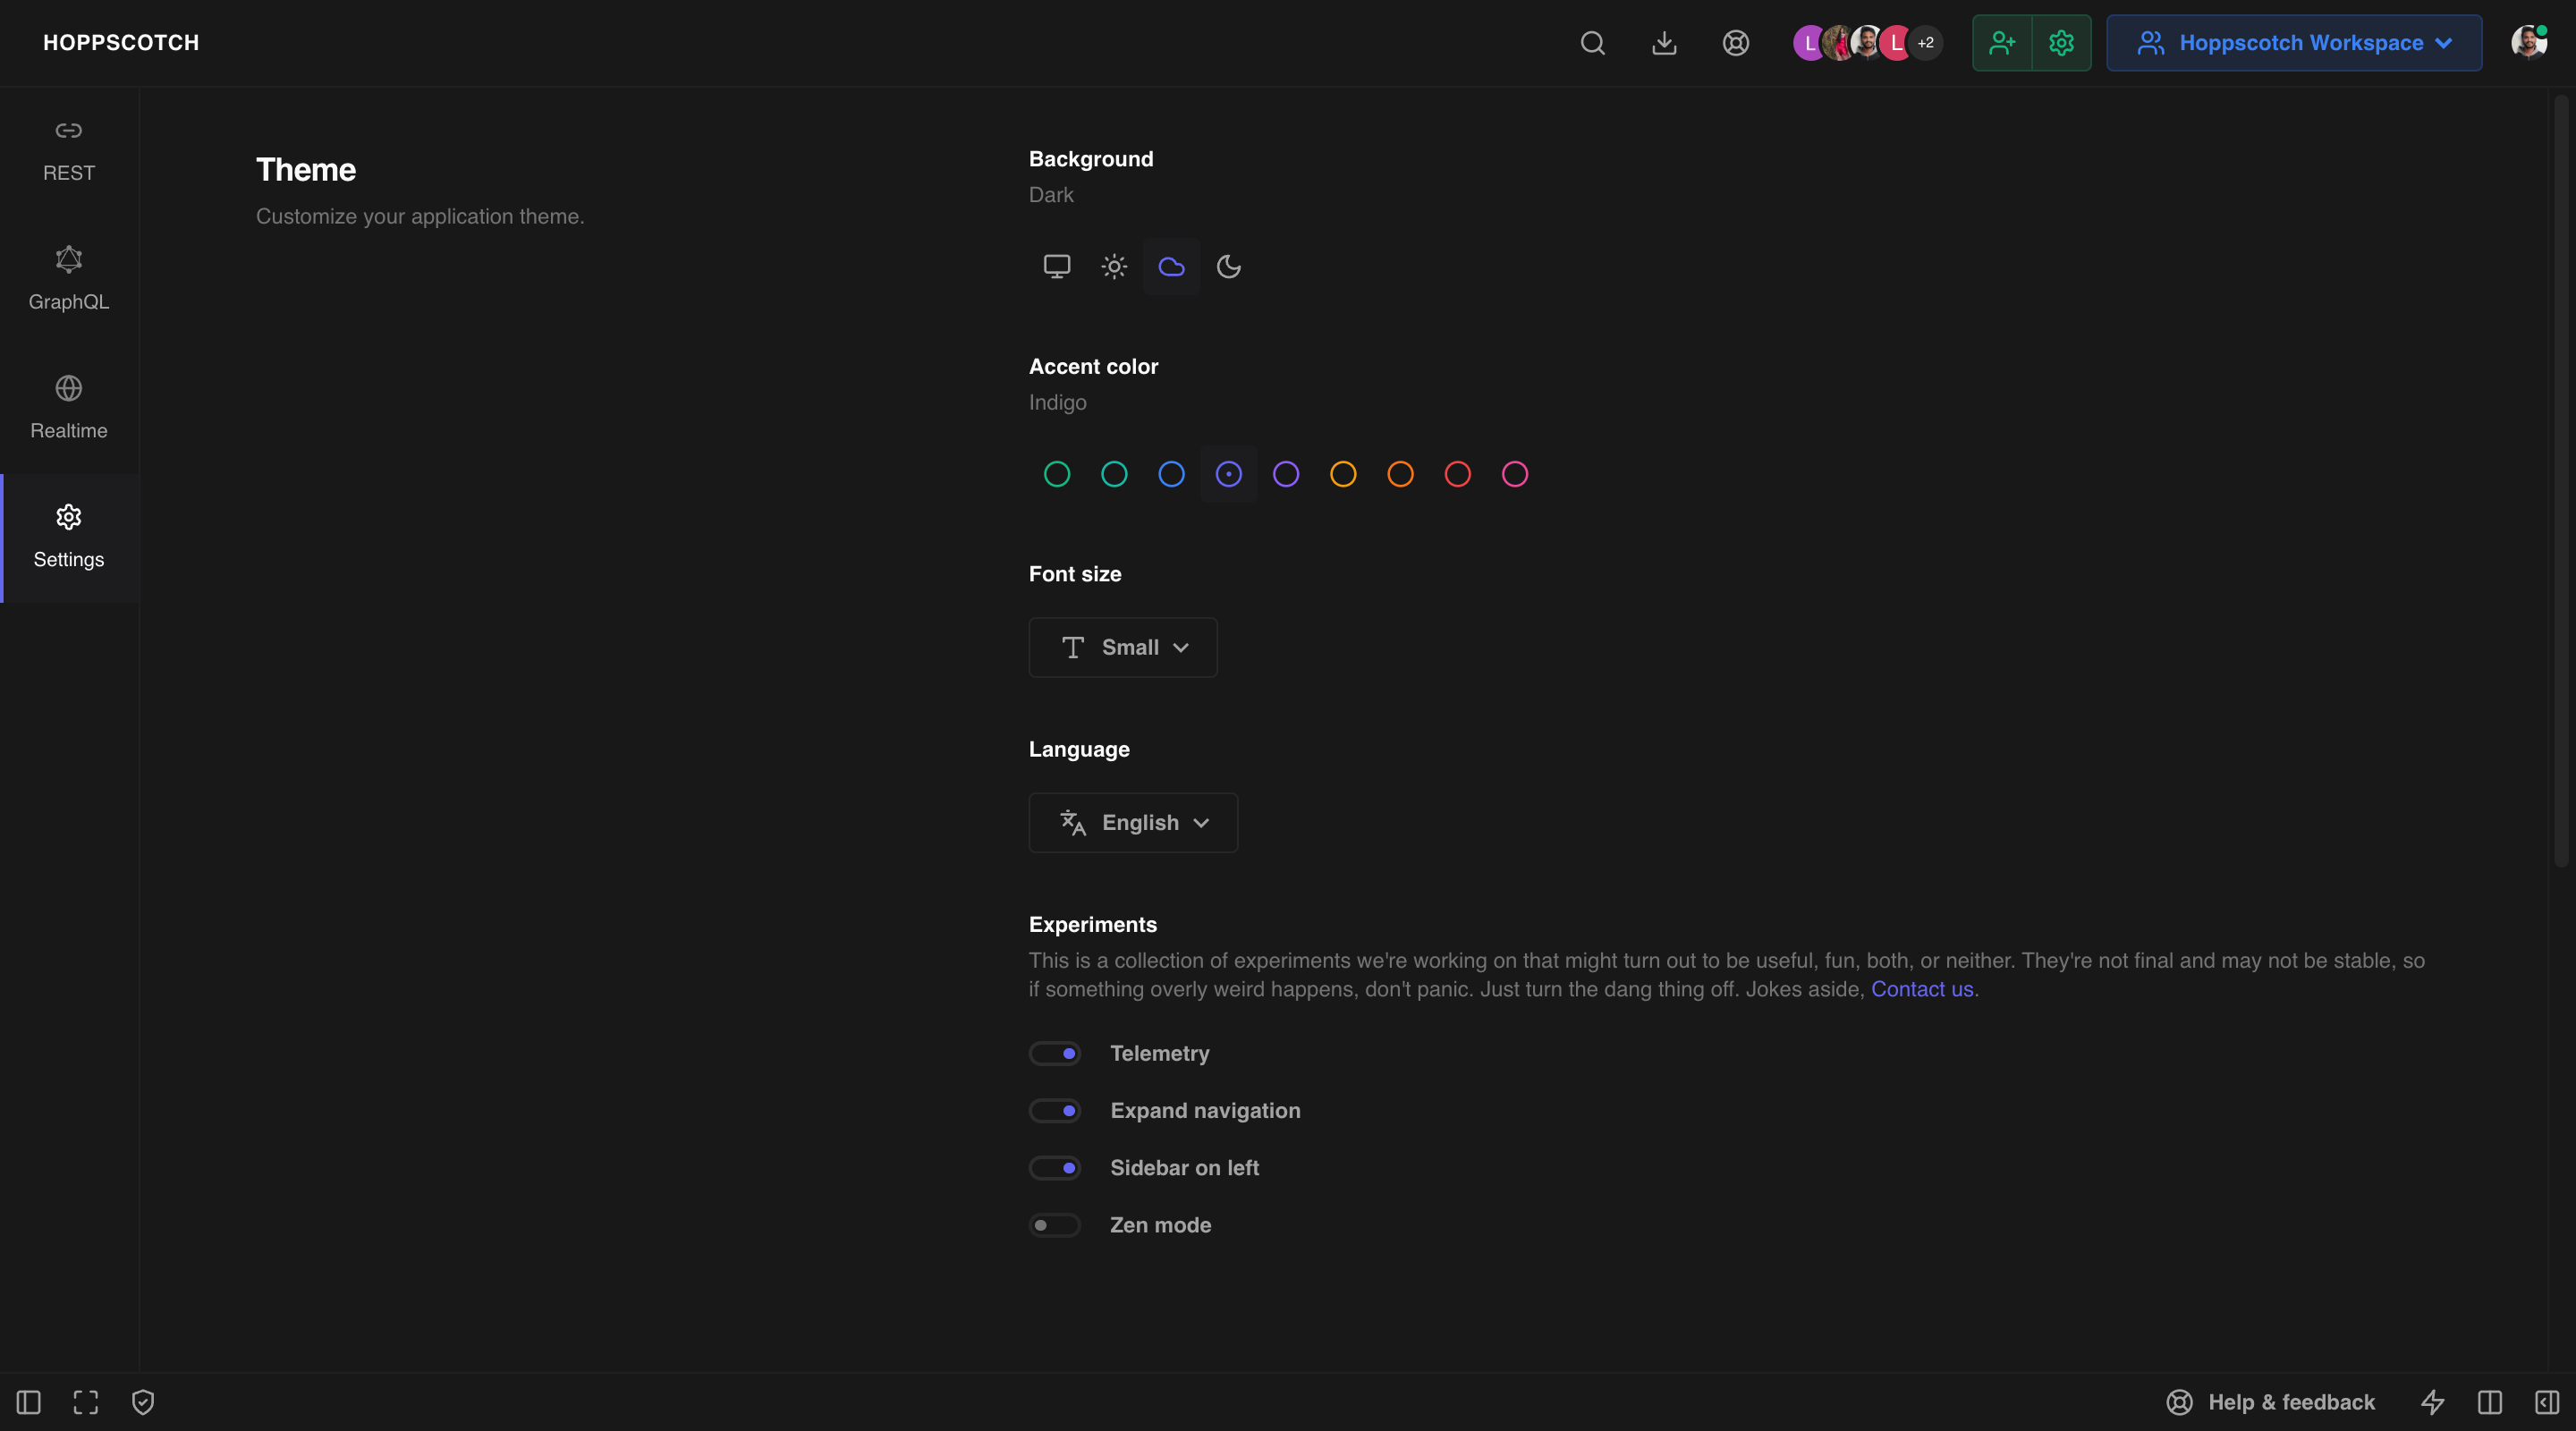 HOPPSCOTCH
L
L
+2
Hoppscotch Workspace
REST
GraphQL
Realtime
Settings
Theme
Customize your application theme.
Background
Dark
Accent color
Indigo
Font size
Small
Language
English
Experiments
This is a collection of experiments we're working on that might turn out to be useful, fun, both, or neither. They're not final and may not be stable, so
if something overly weird happens, don't panic. Just turn the dang thing off. Jokes aside, Contact us.
Telemetry
Expand navigation
Sidebar on left
Zen mode
Help & feedback